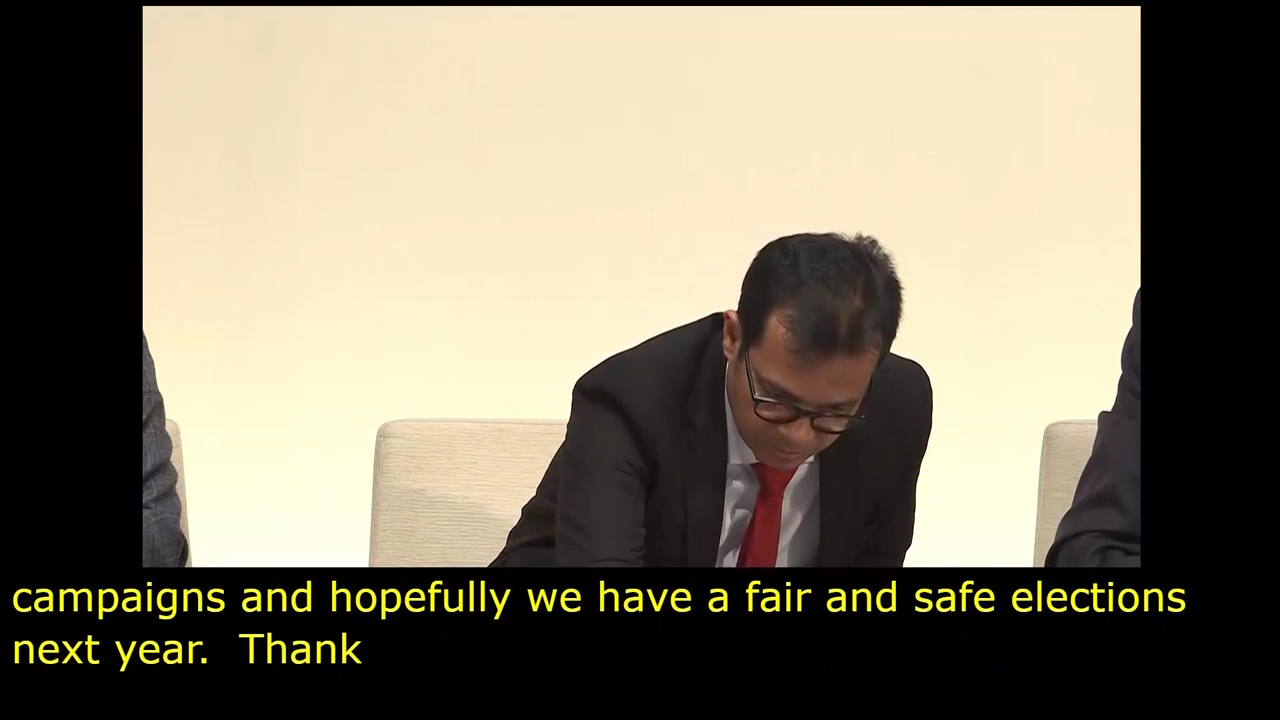 campaigns and hopefully we have a fair and safe elections
next year.  Thank